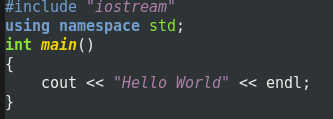 #include "iostream"
using namespace std;
int main()
{
    cout << "Hello World" << endl;
}